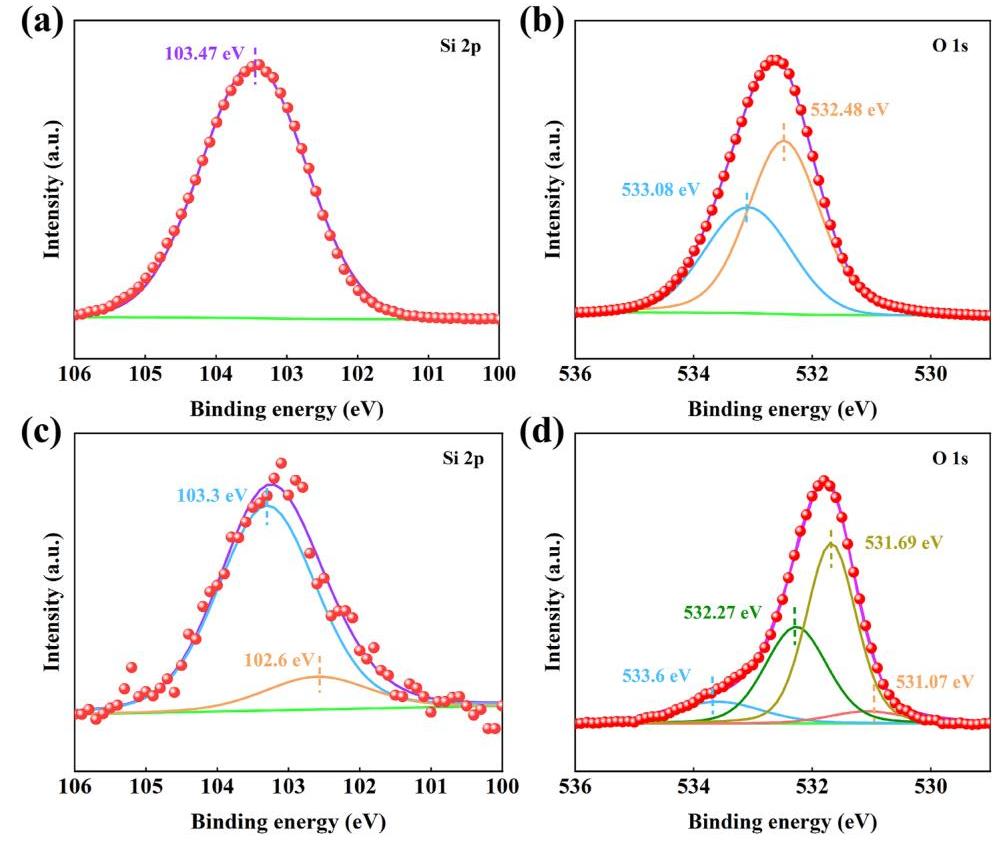 (a)
103.47 eV
Si 2p
Intensity (a.u.)
106 105 104 103 102 101 100
Binding energy (eV)
(b)
O 1s
532.48 eV
533.08 eV
Intensity (a.u.)
536 534 532 530
Binding energy (eV)
(c)
Si 2p
103.3 eV
102.6 eV
Intensity (a.u.)
106 105 104 103 102 101 100
Binding energy (eV)
(d)
O 1s
531.69 eV
532.27 eV
533.6 eV
531.07 eV
Intensity (a.u.)
536 534 532 530
Binding energy (eV)